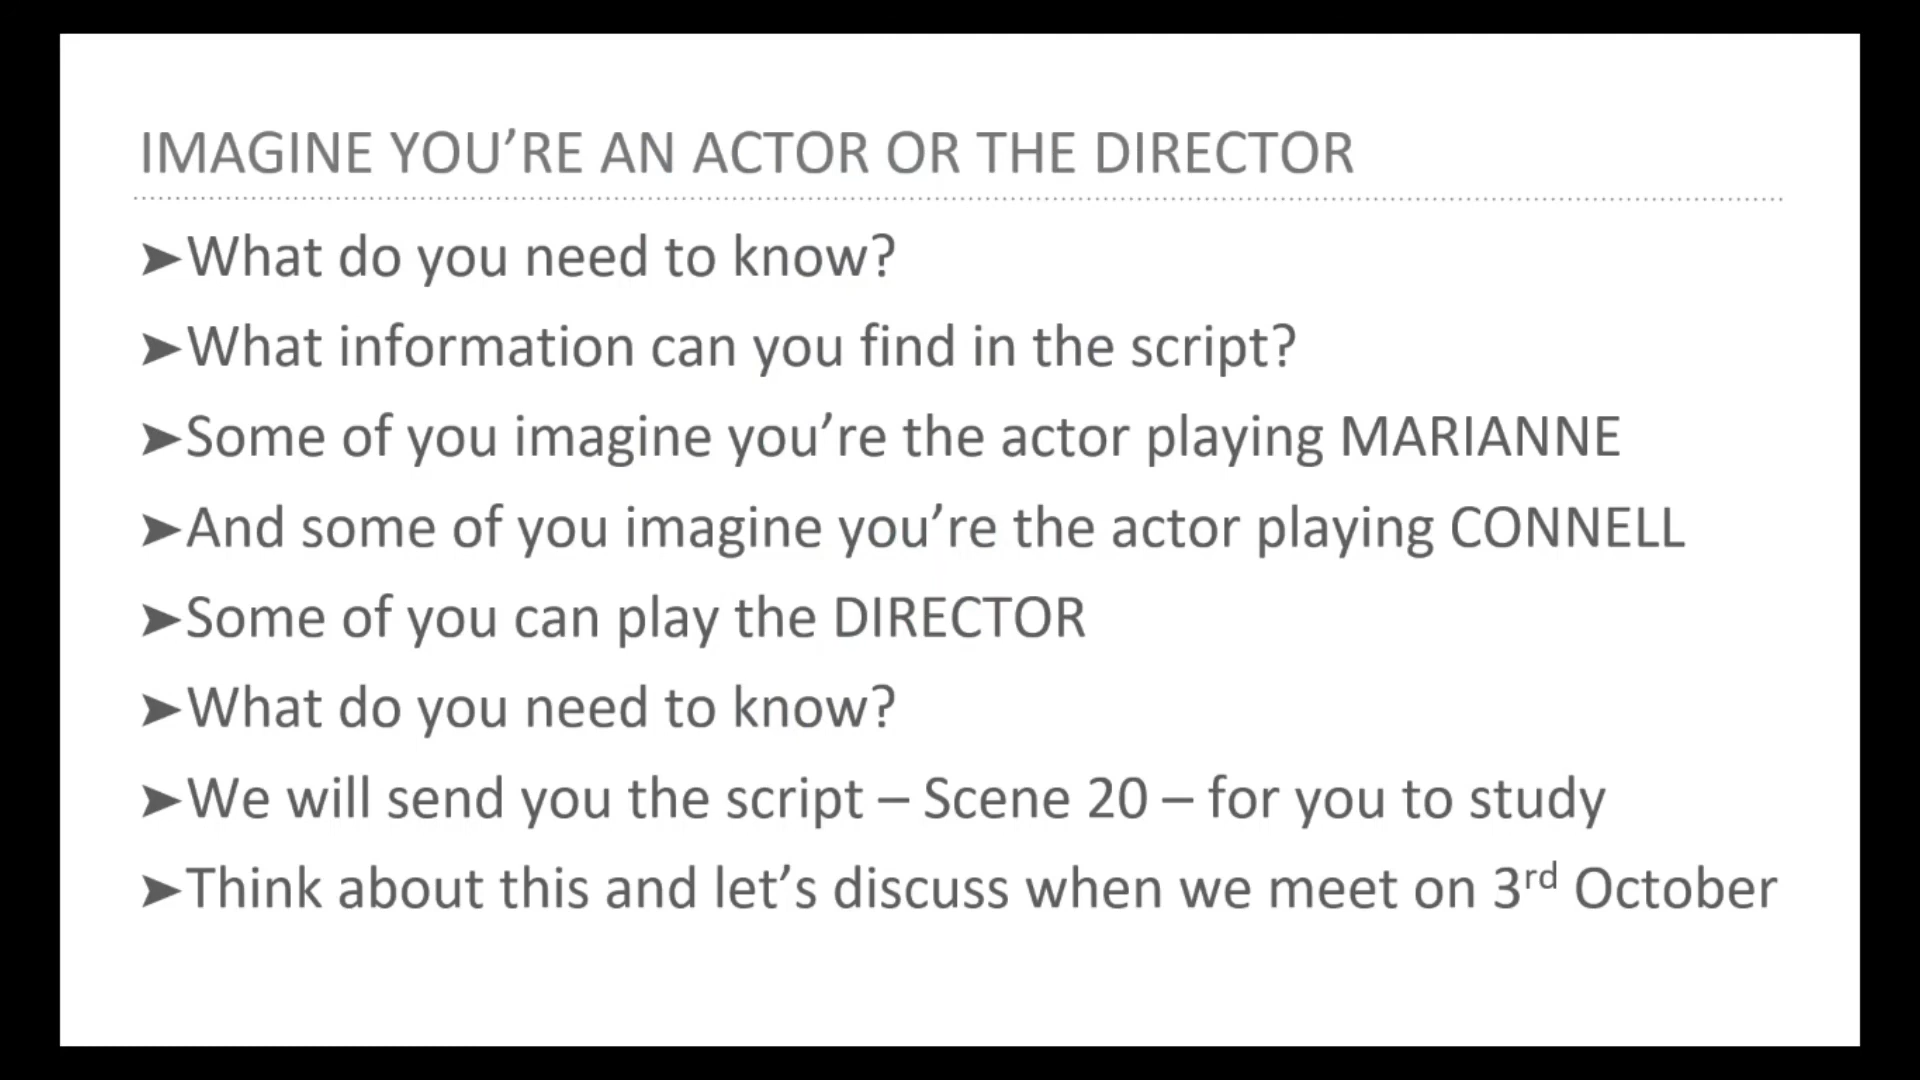 IMAGINE YOU’RE AN ACTOR OR THE DIRECTOR
➤What do you need to know?
➤What information can you find in the script?
➤Some of you imagine you’re the actor playing MARIANNE
➤And some of you imagine you’re the actor playing CONNELL
➤Some of you can play the DIRECTOR
➤What do you need to know?
➤We will send you the script – Scene 20 – for you to study
➤Think about this and let’s discuss when we meet on 3rd October